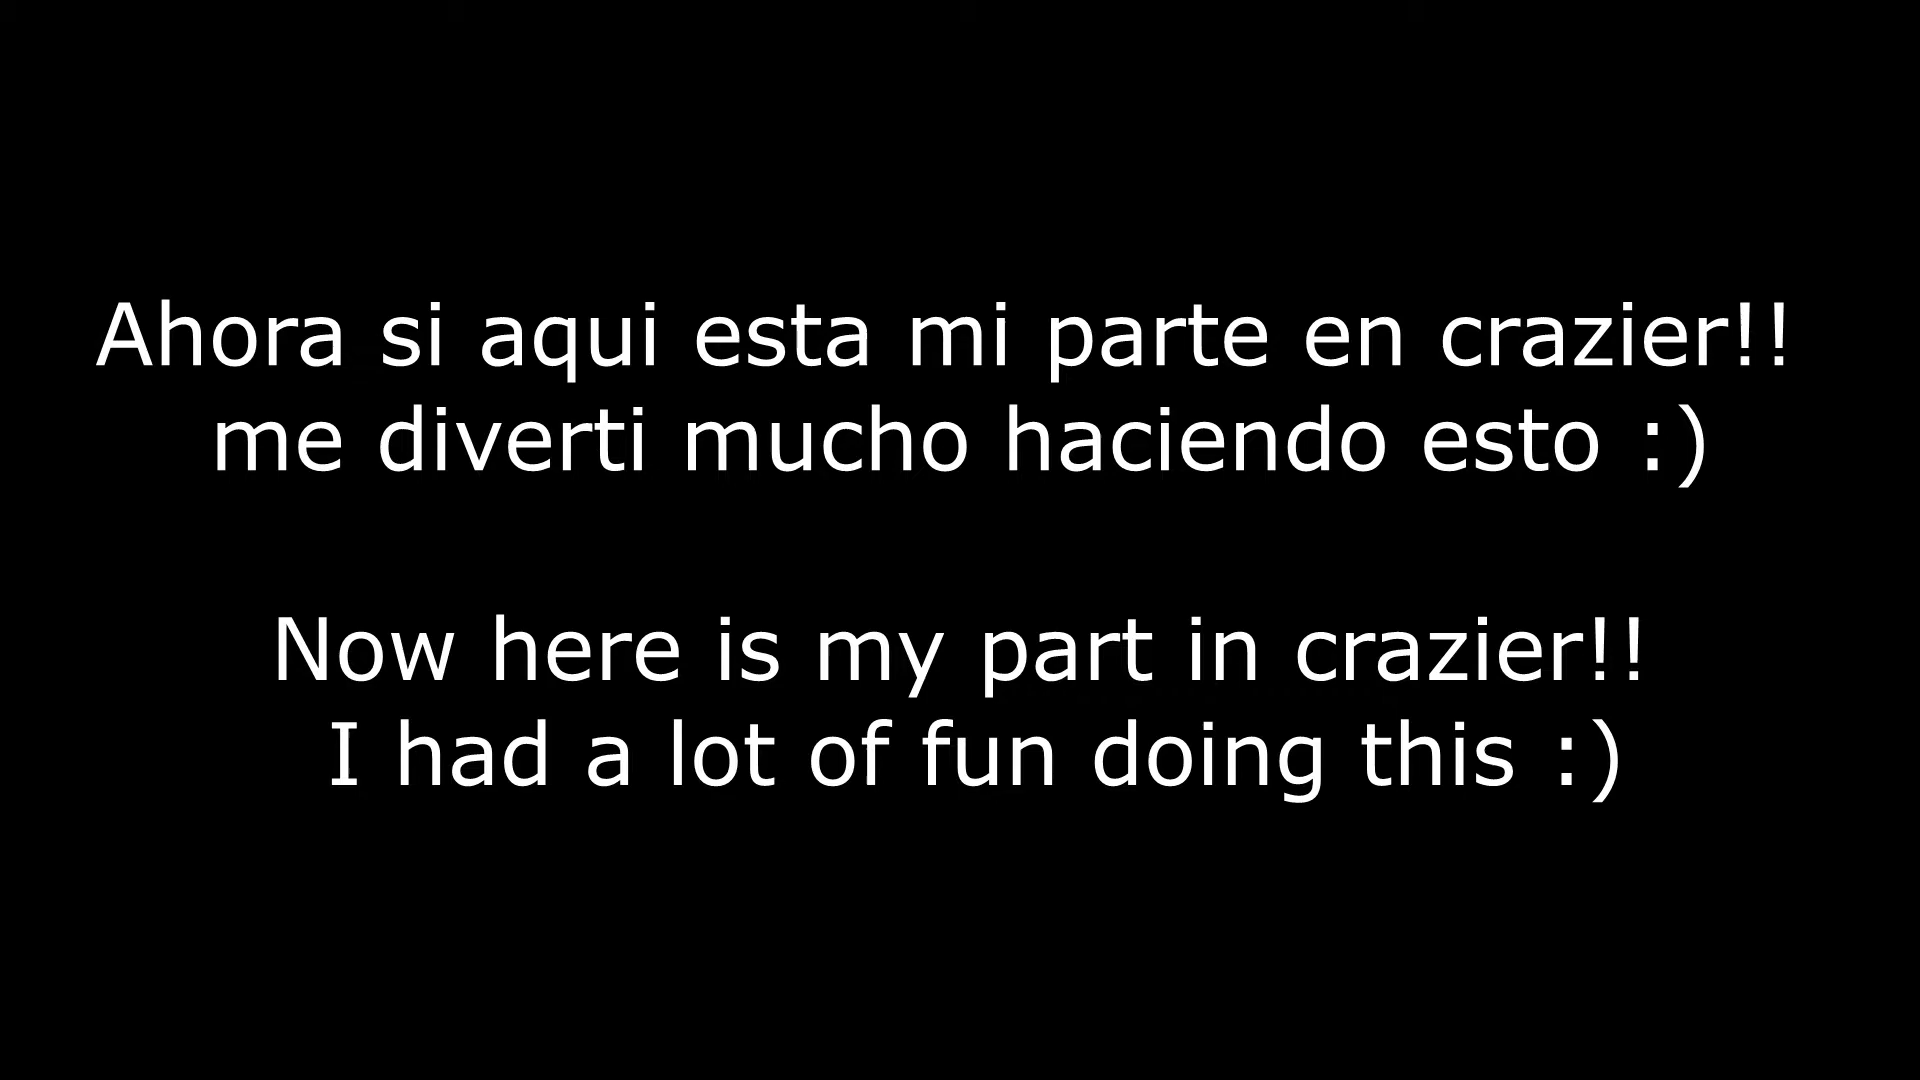 Ahora si aqui esta mi parte en crazier!!
me diverti mucho haciendo esto :)
Now here is my part in crazier!!
I had a lot of fun doing this :)